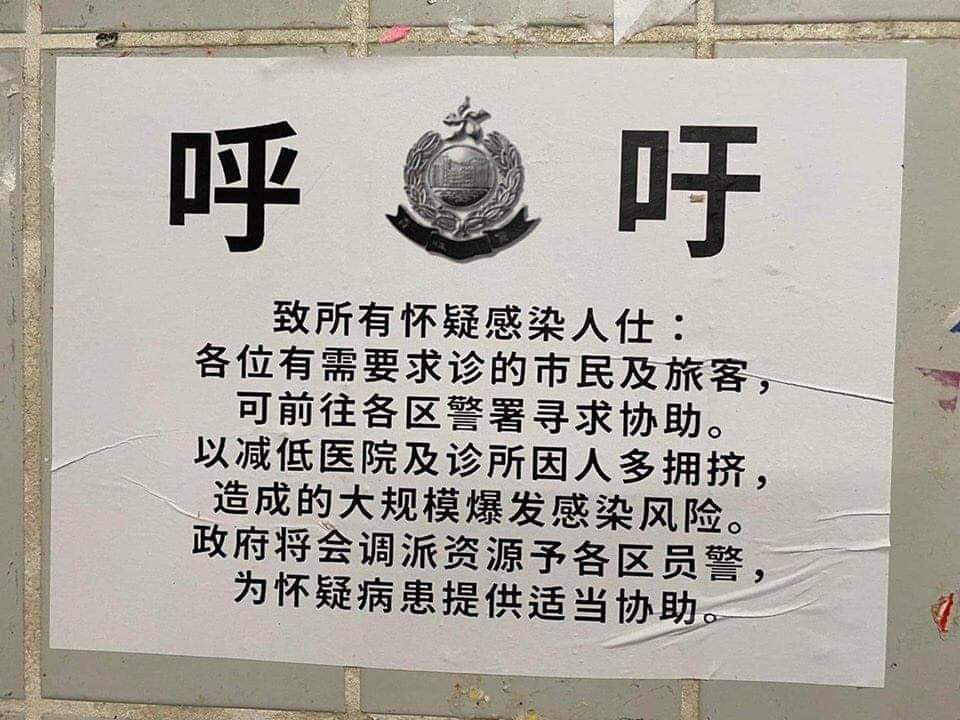 呼吁
致所有怀疑感染人仕：
各位有需要求诊的市民及旅客，
可前往各区警署寻求协助。
以减低医院及诊所因人多拥挤，
造成的大规模爆发感染风险。
政府将会调派资源予各区员警，
为怀疑病患提供适当协助。